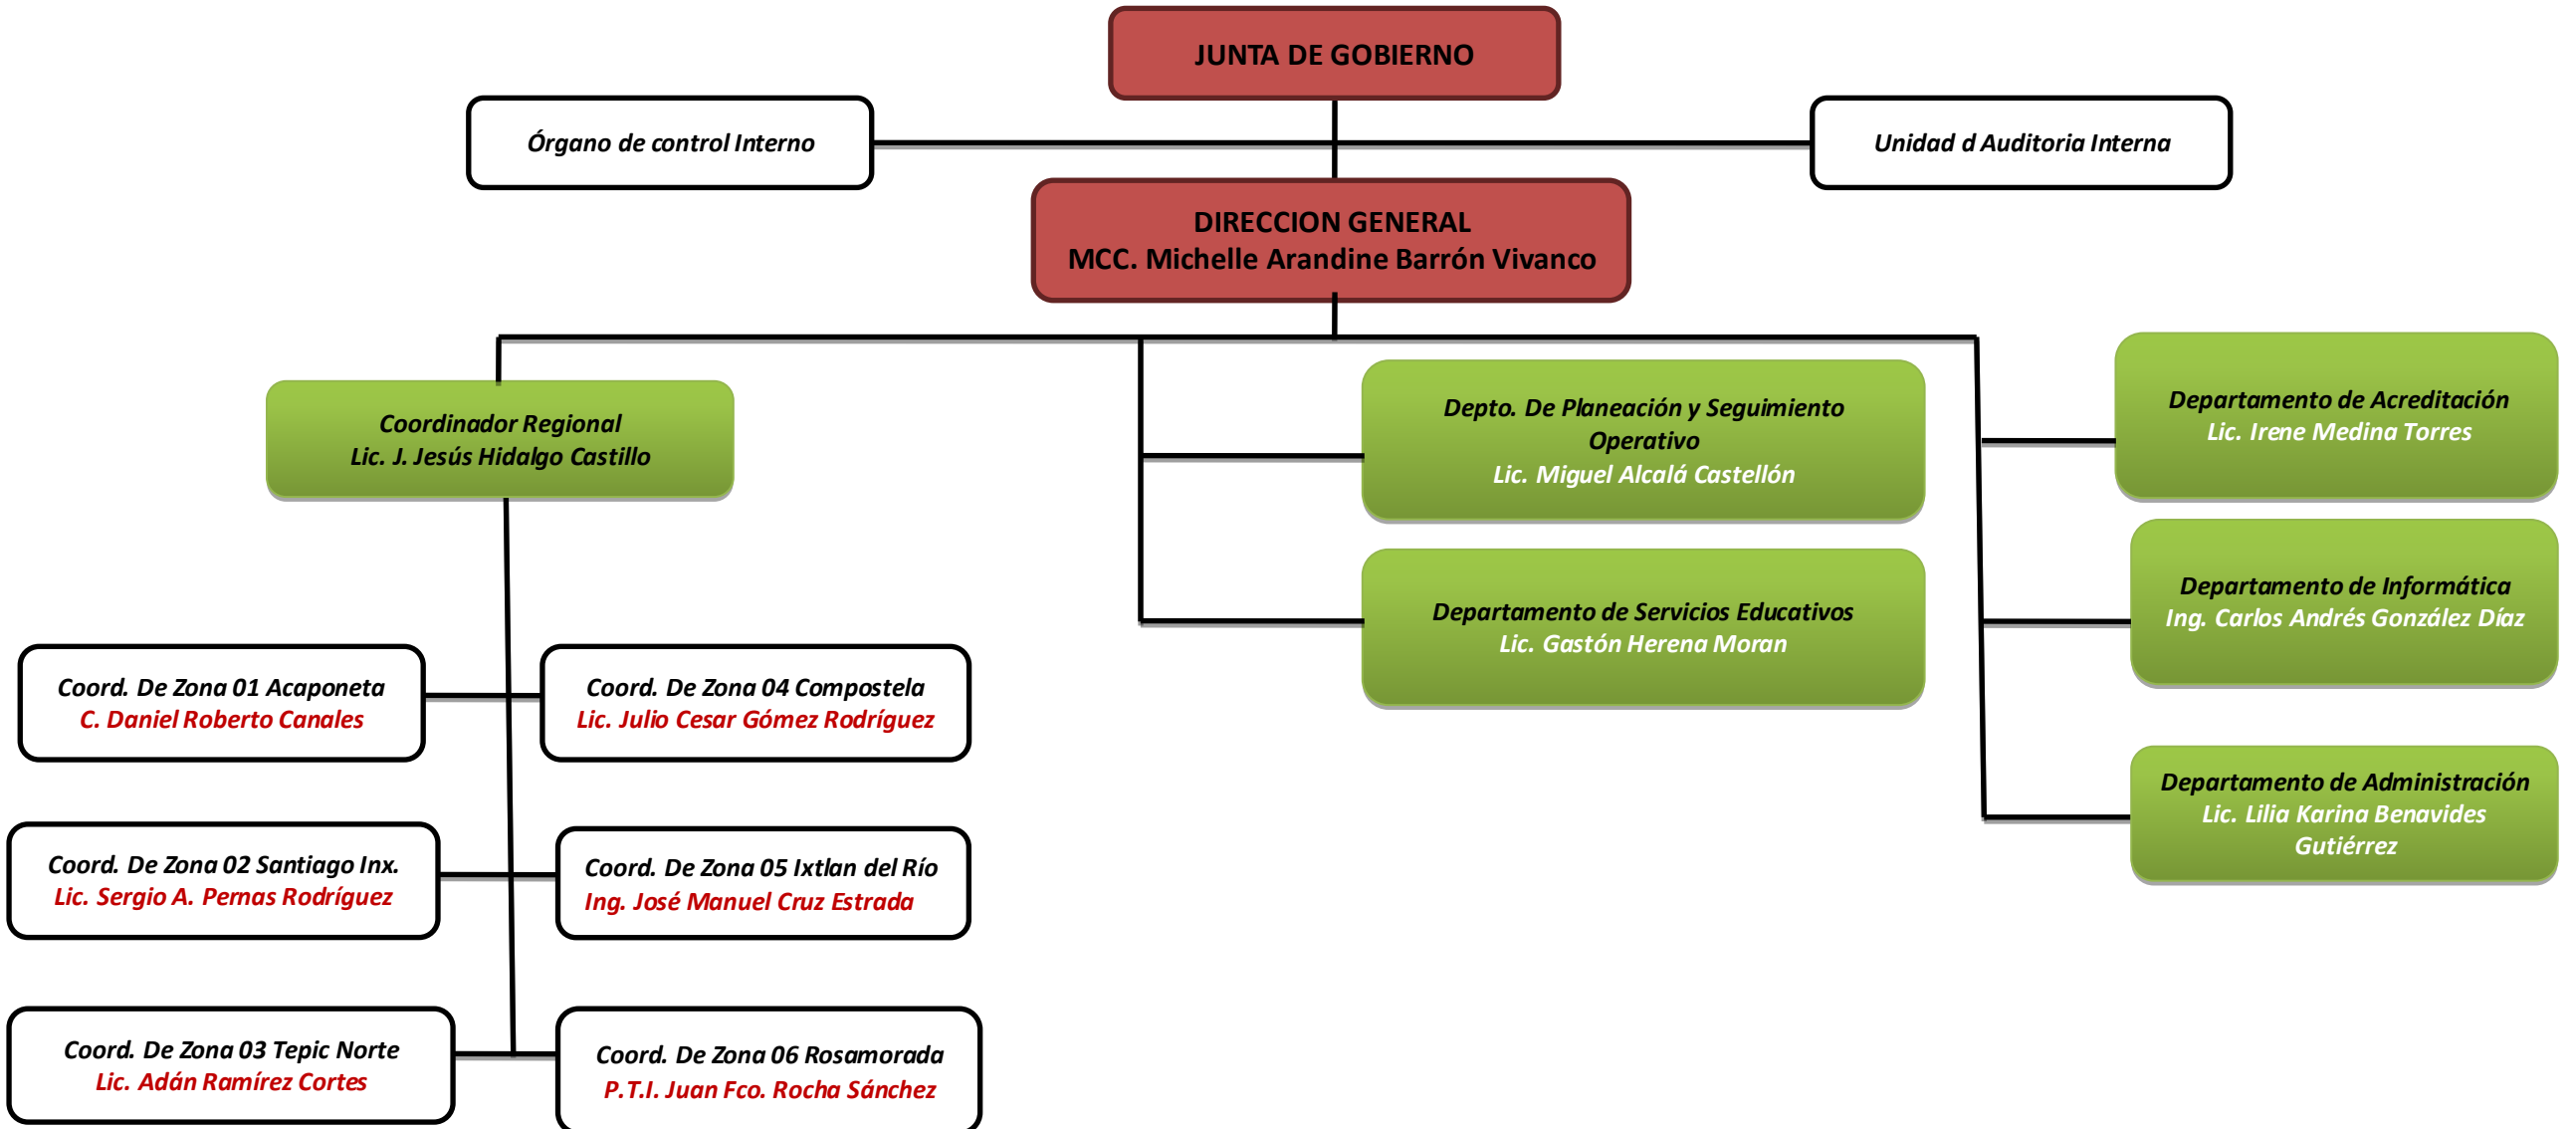 JUNTA DE GOBIERNO
Órgano de control Interno
Unidad d Auditoria Interna
DIRECCION GENERAL
MCC. Michelle Arandine Barrón Vivanco
Coordinador Regional
Lic. J. Jesús Hidalgo Castillo
Depto. De Planeación y Seguimiento
Operativo
Lic. Miguel Alcalá Castellón
Departamento de Acreditación
Lic. Irene Medina Torres
Departamento de Servicios Educativos
Lic. Gastón Herena Moran
Departamento de Informática
Ing. Carlos Andrés González Díaz
Departamento de Administración
Lic. Lilia Karina Benavides
Gutiérrez
Coord. De Zona 01 Acaponeta
C. Daniel Roberto Canales
Coord. De Zona 04 Compostela
Lic. Julio Cesar Gómez Rodríguez
Coord. De Zona 02 Santiago Inx.
Lic. Sergio A. Pernas Rodríguez
Coord. De Zona 05 Ixtlan del Río
Ing. José Manuel Cruz Estrada
Coord. De Zona 03 Tepic Norte
Lic. Adán Ramírez Cortes
Coord. De Zona 06 Rosamorada
P.T.I. Juan Fco. Rocha Sánchez